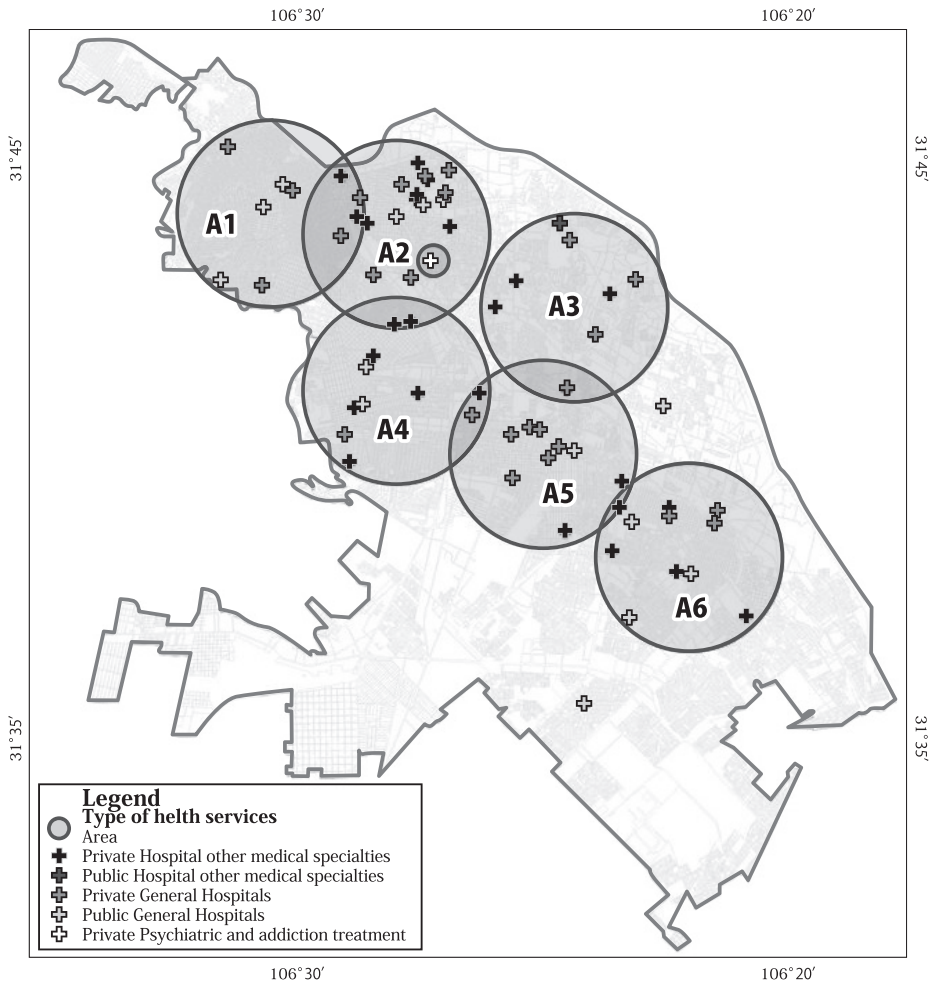 106°30′ 106°20′
31°45′ 31°45′
A1
A2
A3
A4
A5
A6
31°35′ 31°35′
Legend
Type of helth services
Area
Private Hospital other medical specialties
Public Hospital other medical specialties
Private General Hospitals
Public General Hospitals
Private Psychiatric and addiction treatment
106°30′ 106°20′